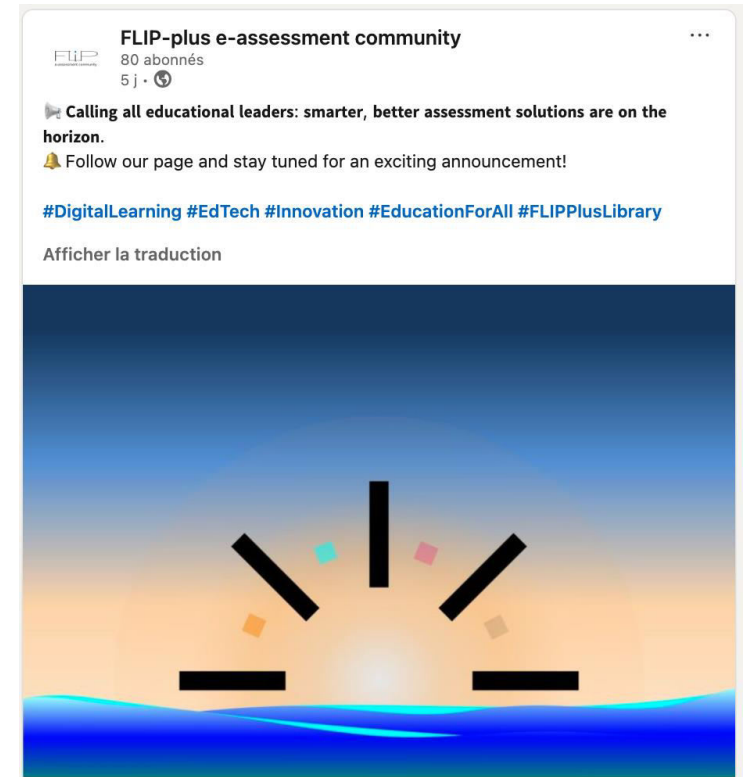 FLIP-plus e-assessment community
80 abonnés
5 j •
FLiP
📢 Calling all educational leaders: smarter, better assessment solutions are on the
horizon.
🔔 Follow our page and stay tuned for an exciting announcement!
#DigitalLearning #EdTech #Innovation #EducationForAll #FLIPPlusLibrary
Afficher la traduction